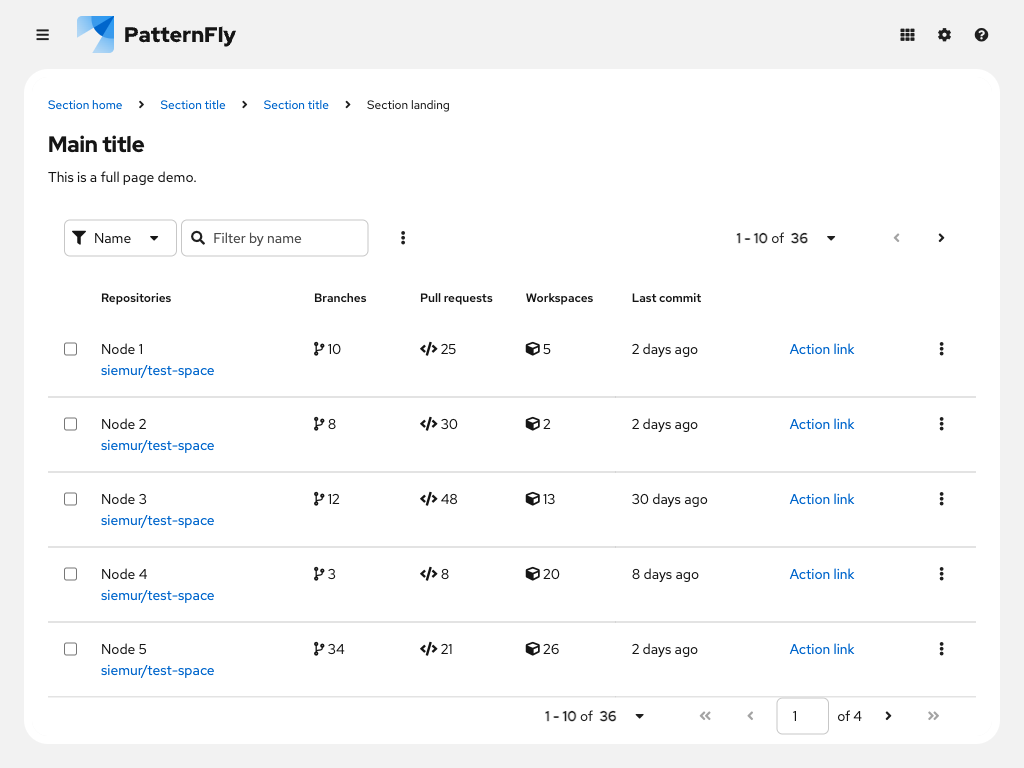 PatternFly
Section home Section title Section title Section landing
Main title
This is a full page demo.
Name Filter by name 1 - 10 of 36
Repositories Branches Pull requests Workspaces Last commit
Node 1 10 25 5 2 days ago Action link
siemur/test-space
Node 2 8 30 2 2 days ago Action link
siemur/test-space
Node 3 12 48 13 30 days ago Action link
siemur/test-space
Node 4 3 8 20 8 days ago Action link
siemur/test-space
Node 5 34 21 26 2 days ago Action link
siemur/test-space
1 - 10 of 36 1 of 4